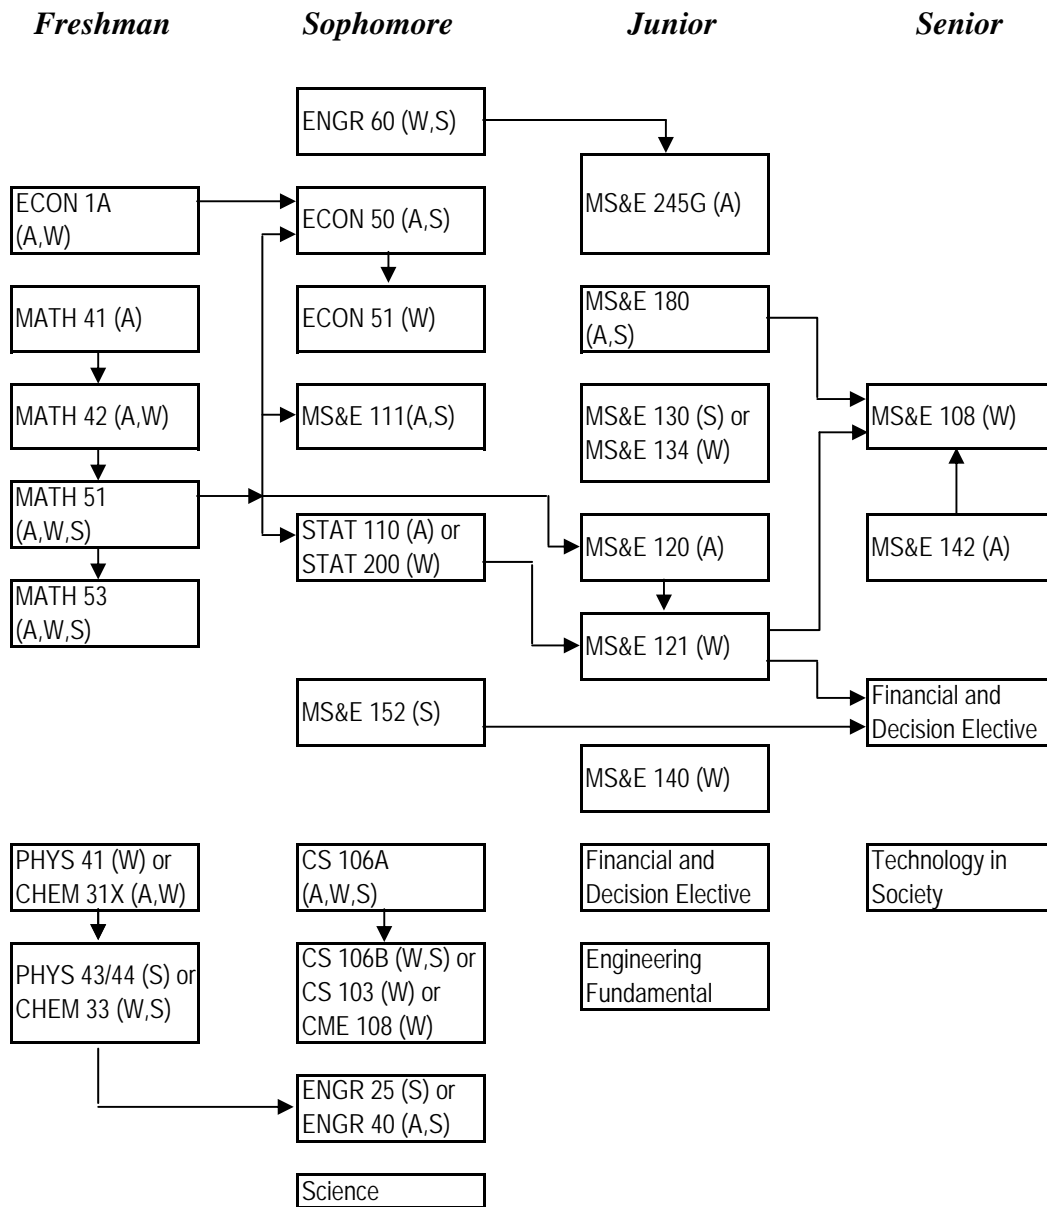 Freshman
Sophomore
Junior
Senior
ENGR 60 (W,S)
MS&E 245G (A)
ECON 1A
(A,W)
ECON 50 (A,S)
MATH 41 (A)
ECON 51 (W)
MS&E 180
(A,S)
MATH 42 (A,W)
MS&E 111(A,S)
MS&E 130 (S) or
MS&E 134 (W)
MS&E 108 (W)
MATH 51
(A,W,S)
STAT 110 (A) or
STAT 200 (W)
MS&E 120 (A)
MS&E 142 (A)
MATH 53
(A,W,S)
MS&E 121 (W)
MS&E 152 (S)
Financial and
Decision Elective
MS&E 140 (W)
PHYS 41 (W) or
CHEM 31X (A,W)
CS 106A
(A,W,S)
Financial and
Decision Elective
Technology in
Society
PHYS 43/44 (S) or
CHEM 33 (W,S)
CS 106B (W,S) or
CS 103 (W) or
CME 108 (W)
Engineering
Fundamental
ENGR 25 (S) or
ENGR 40 (A,S)
Science